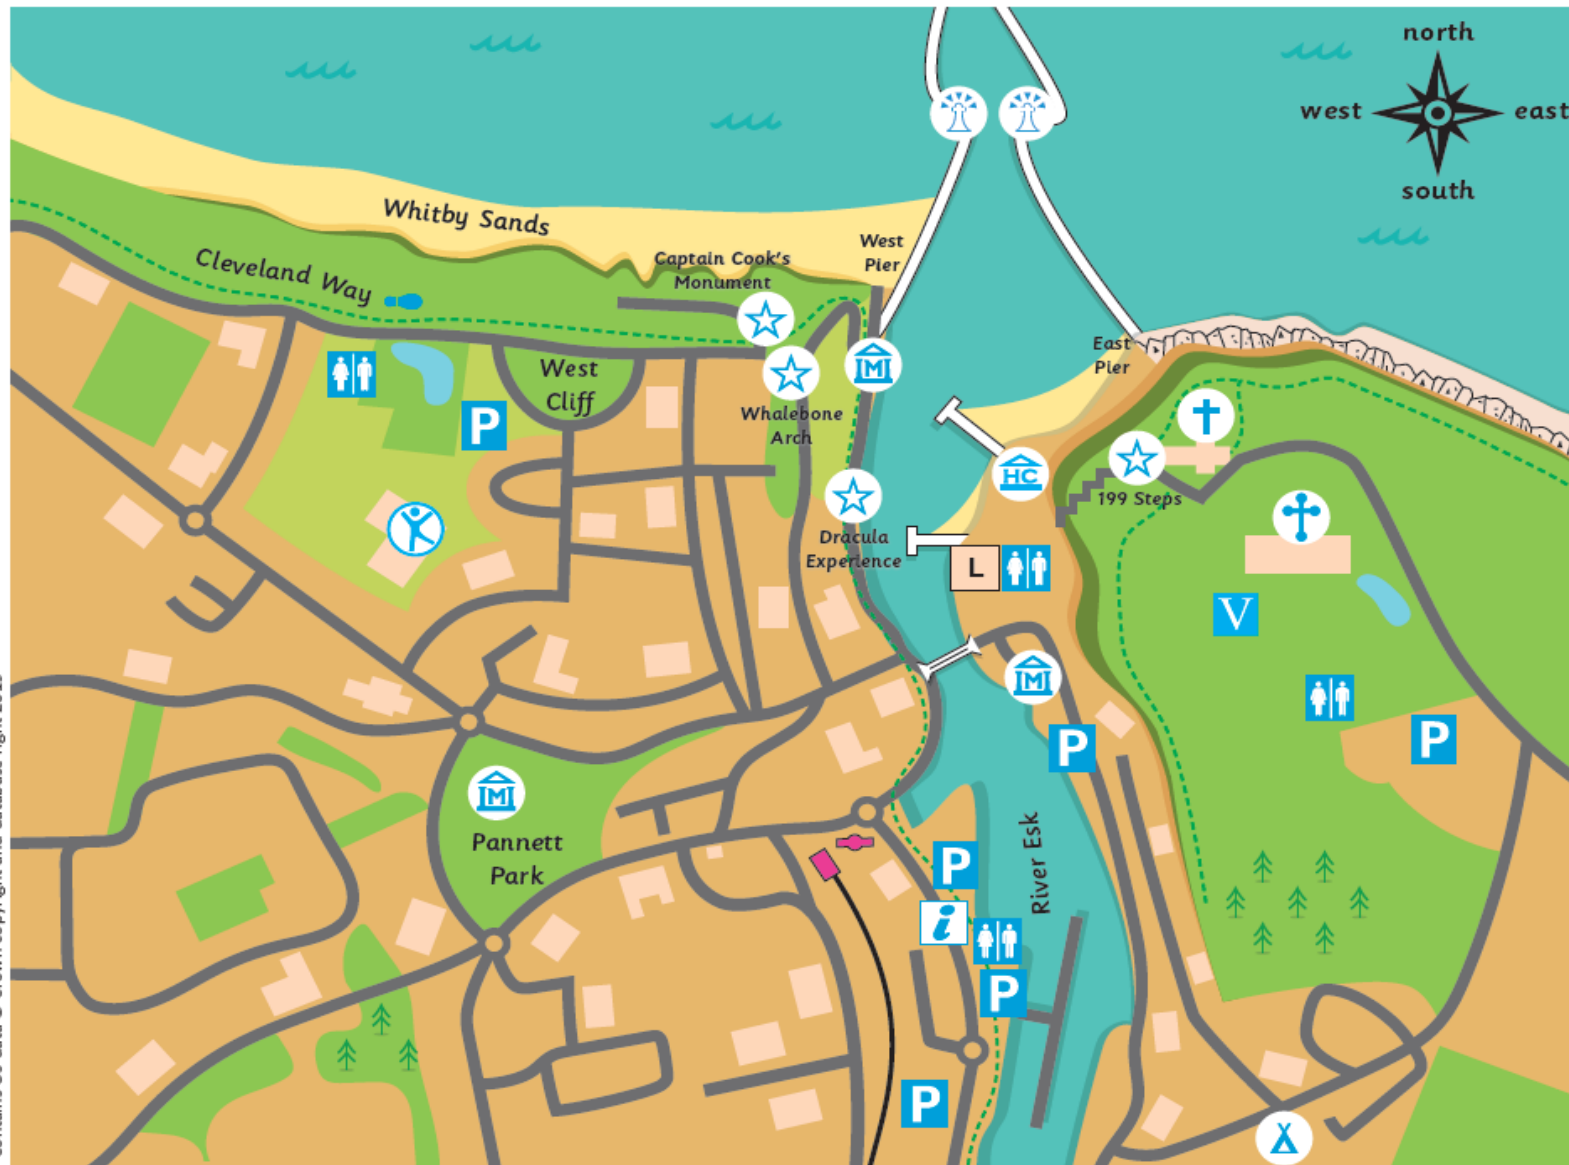 north
west
east
south
Whitby Sands
West
Pier
Captain Cook's
Monument
Cleveland Way
East
Pier
West
Cliff
P
M
Whalebone
Arch
HC
199 Steps
Dracula
Experience
L
V
M
P
P
M
Pannett
Park
River Esk
P
i
P
P